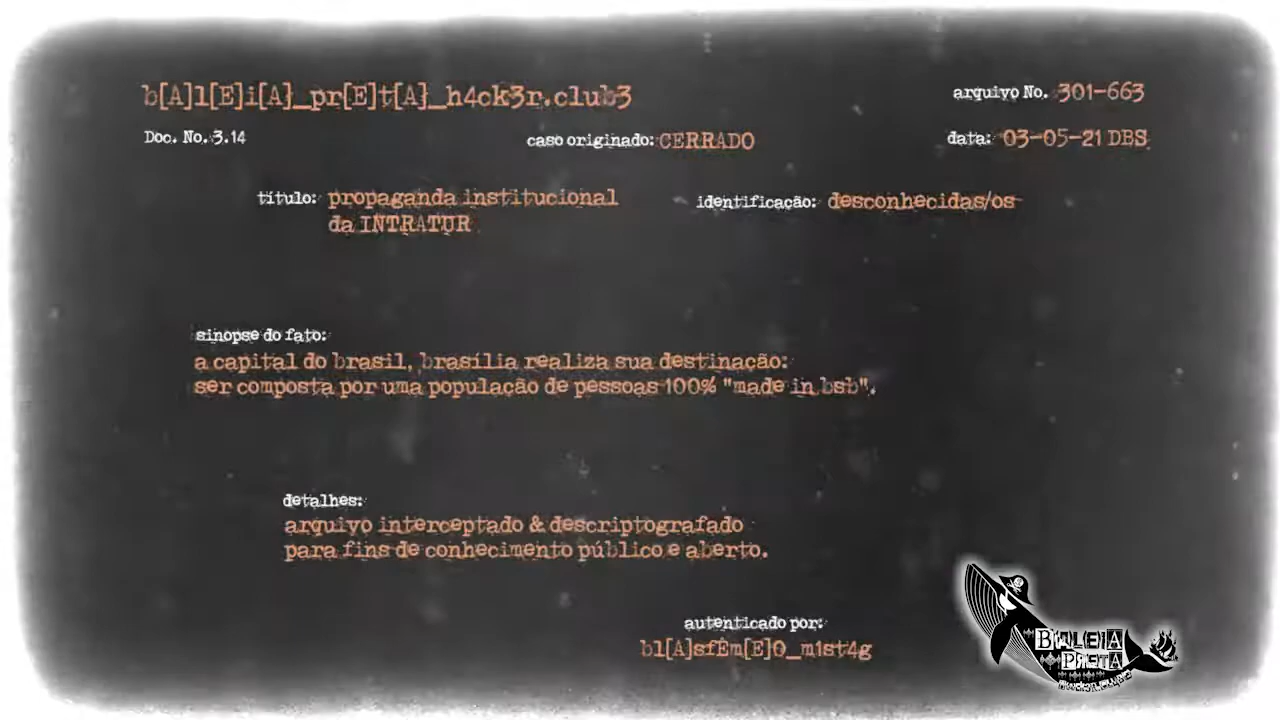 b[A]l[E]i[A]_pr[E]t[A]_h4ck3r.club3
arquivo No. 301-663
Doc. No. 3.14
caso originado: CERRADO
data: 03-05-21 DBS
título: propaganda institucional
da INTRATUR
identificação: desconhecidas/os
sinopse do fato:
a capital do brasil, brasília realiza sua destinação:
ser composta por uma população de pessoas 100% "made in bsb".
detalhes:
arquivo interceptado & descriptografado
para fins de conhecimento público e aberto.
autenticado por:
bl[A]sfÊm[E]0_m1st4g
BALEIA
PRETA